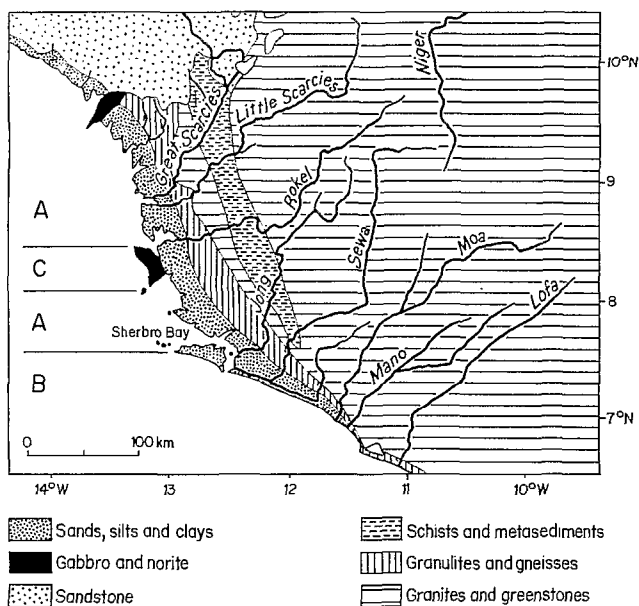 Great Scarcies
Little Scarcies
Niger
10°N
Rokel
9
A
Sewa
Moa
C
Jong
Lofa
8
A
Sherbro Bay
Mano
B
7°N
0 100 km
14°W 13 12 11 10°W
Sands, silts and clays
Gabbro and norite
Sandstone
Schists and metasediments
Granulites and gneisses
Granites and greenstones